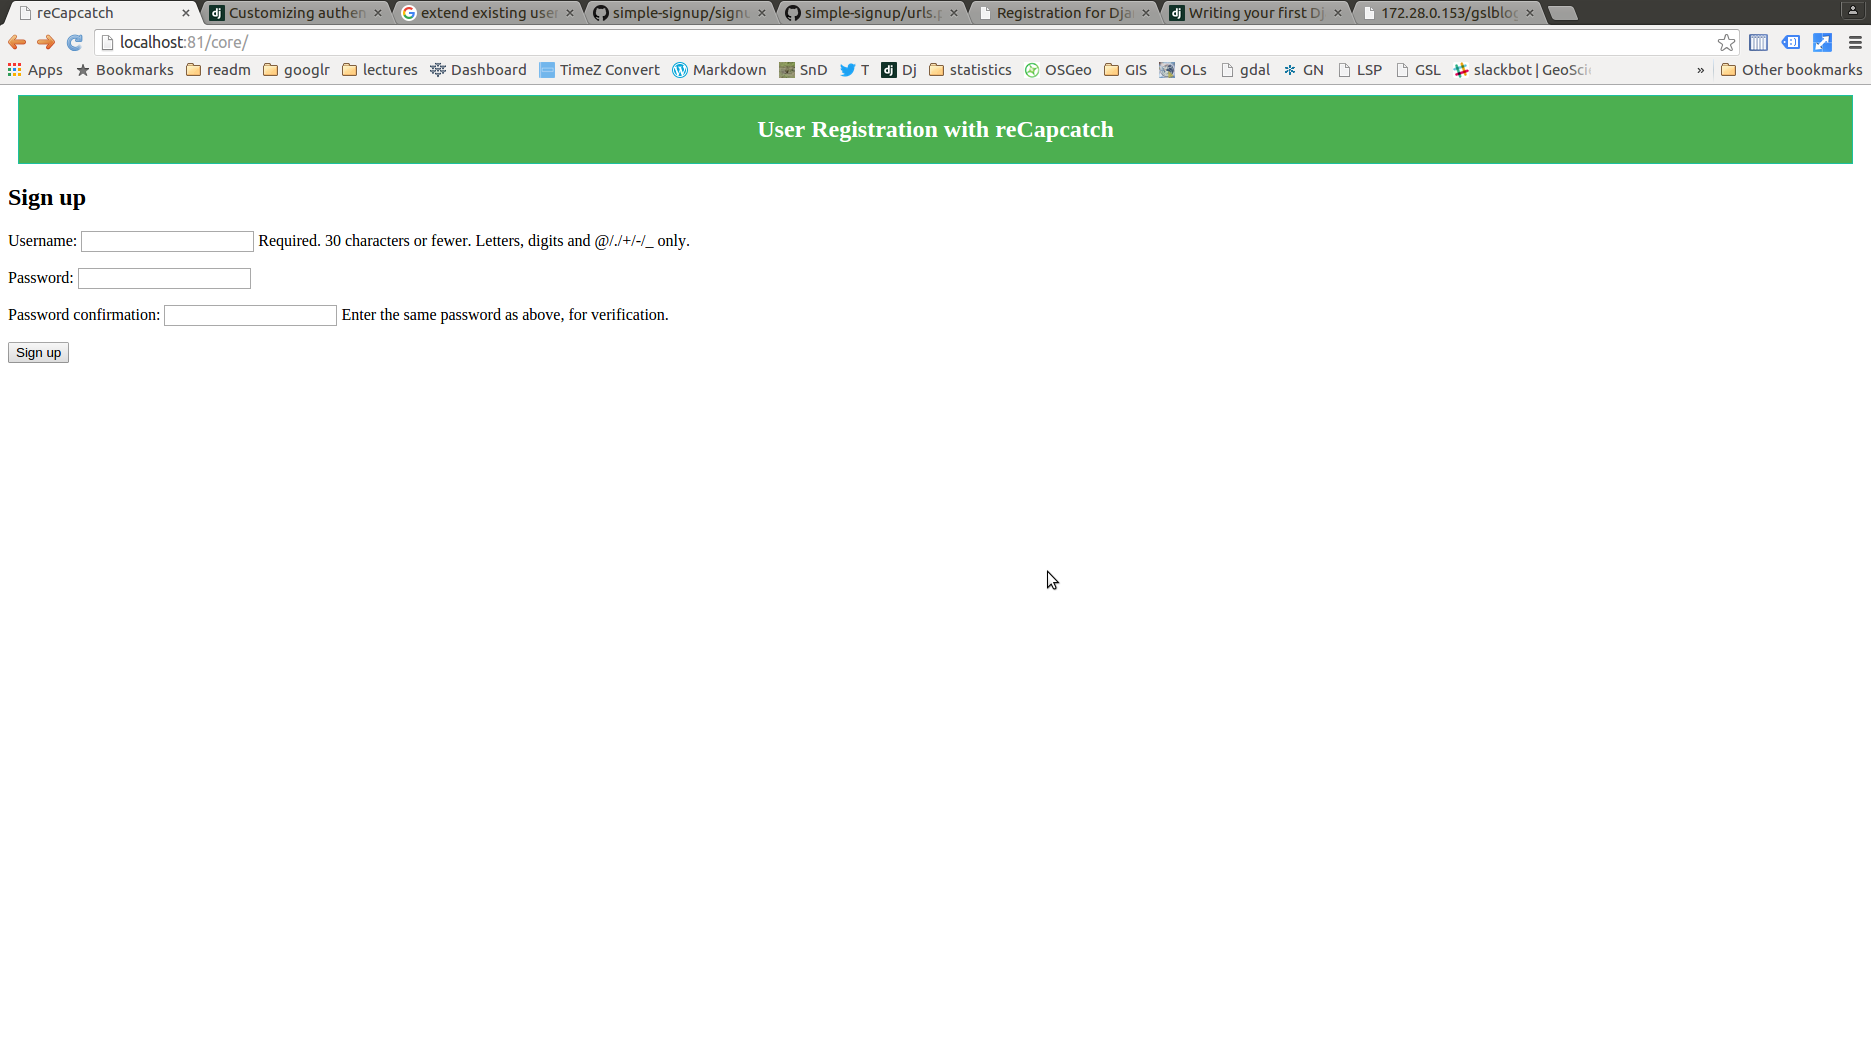 reCapcatch
Customizing authen
extend existing user
simple-signup/signu
simple-signup/urls.p
Registration for Dja
Writing your first Dj
172.28.0.153/gslblog
localhost:81/core/
Apps Bookmarks readm googlr lectures Dashboard TimeZ Convert Markdown SnD T Dj statistics OSGeo GIS OLs gdal GN LSP GSL slackbot | GeoSci » Other bookmarks
User Registration with reCapcatch
Sign up
Username: Required. 30 characters or fewer. Letters, digits and @/./+/-/_ only.
Password:
Password confirmation: Enter the same password as above, for verification.
Sign up